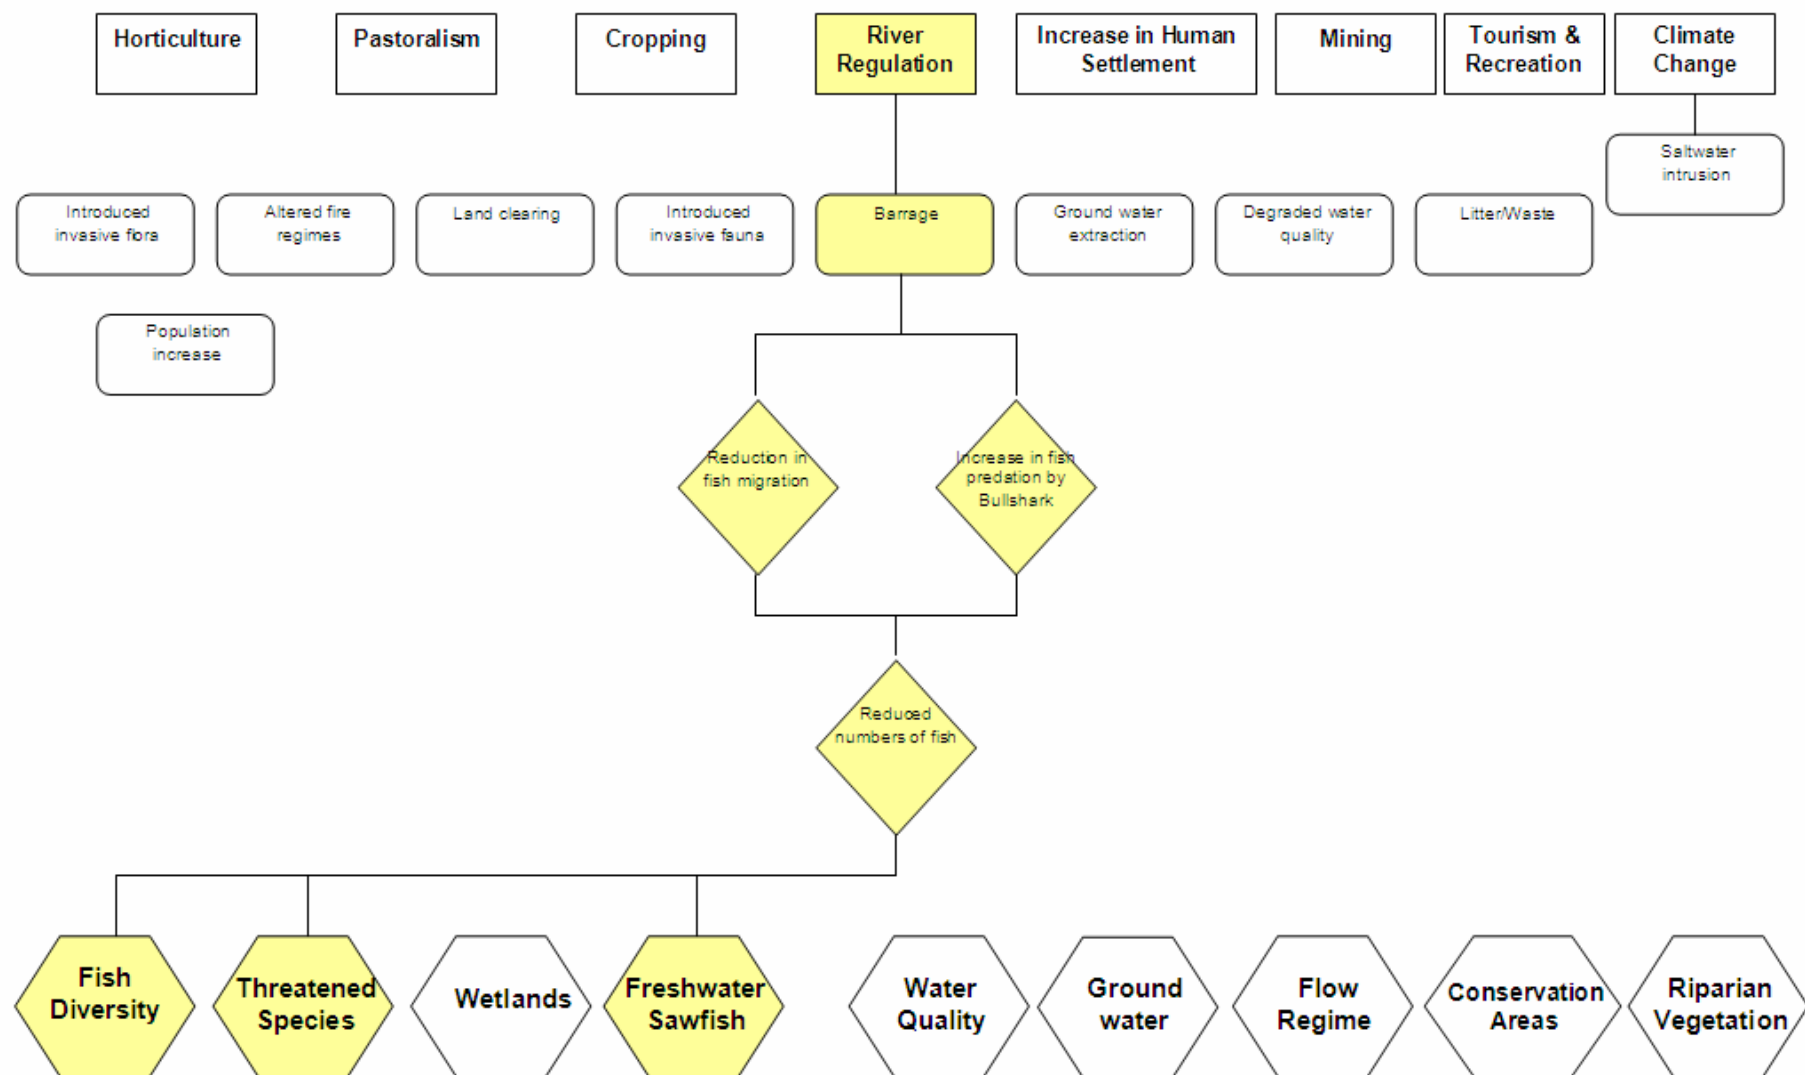 Horticulture
Pastoralism
Cropping
River
Regulation
Increase in Human
Settlement
Mining
Tourism &
Recreation
Climate
Change
Saltwater
intrusion
Introduced
invasive flora
Altered fire
regimes
Land clearing
Introduced
invasive fauna
Barrage
Ground water
extraction
Degraded water
quality
Litter/Waste
Population
increase
Reduction in
fish migration
Increase in fish
predation by
Bullshark
Reduced
numbers of fish
Fish
Diversity
Threatened
Species
Wetlands
Freshwater
Sawfish
Water
Quality
Ground
water
Flow
Regime
Conservation
Areas
Riparian
Vegetation